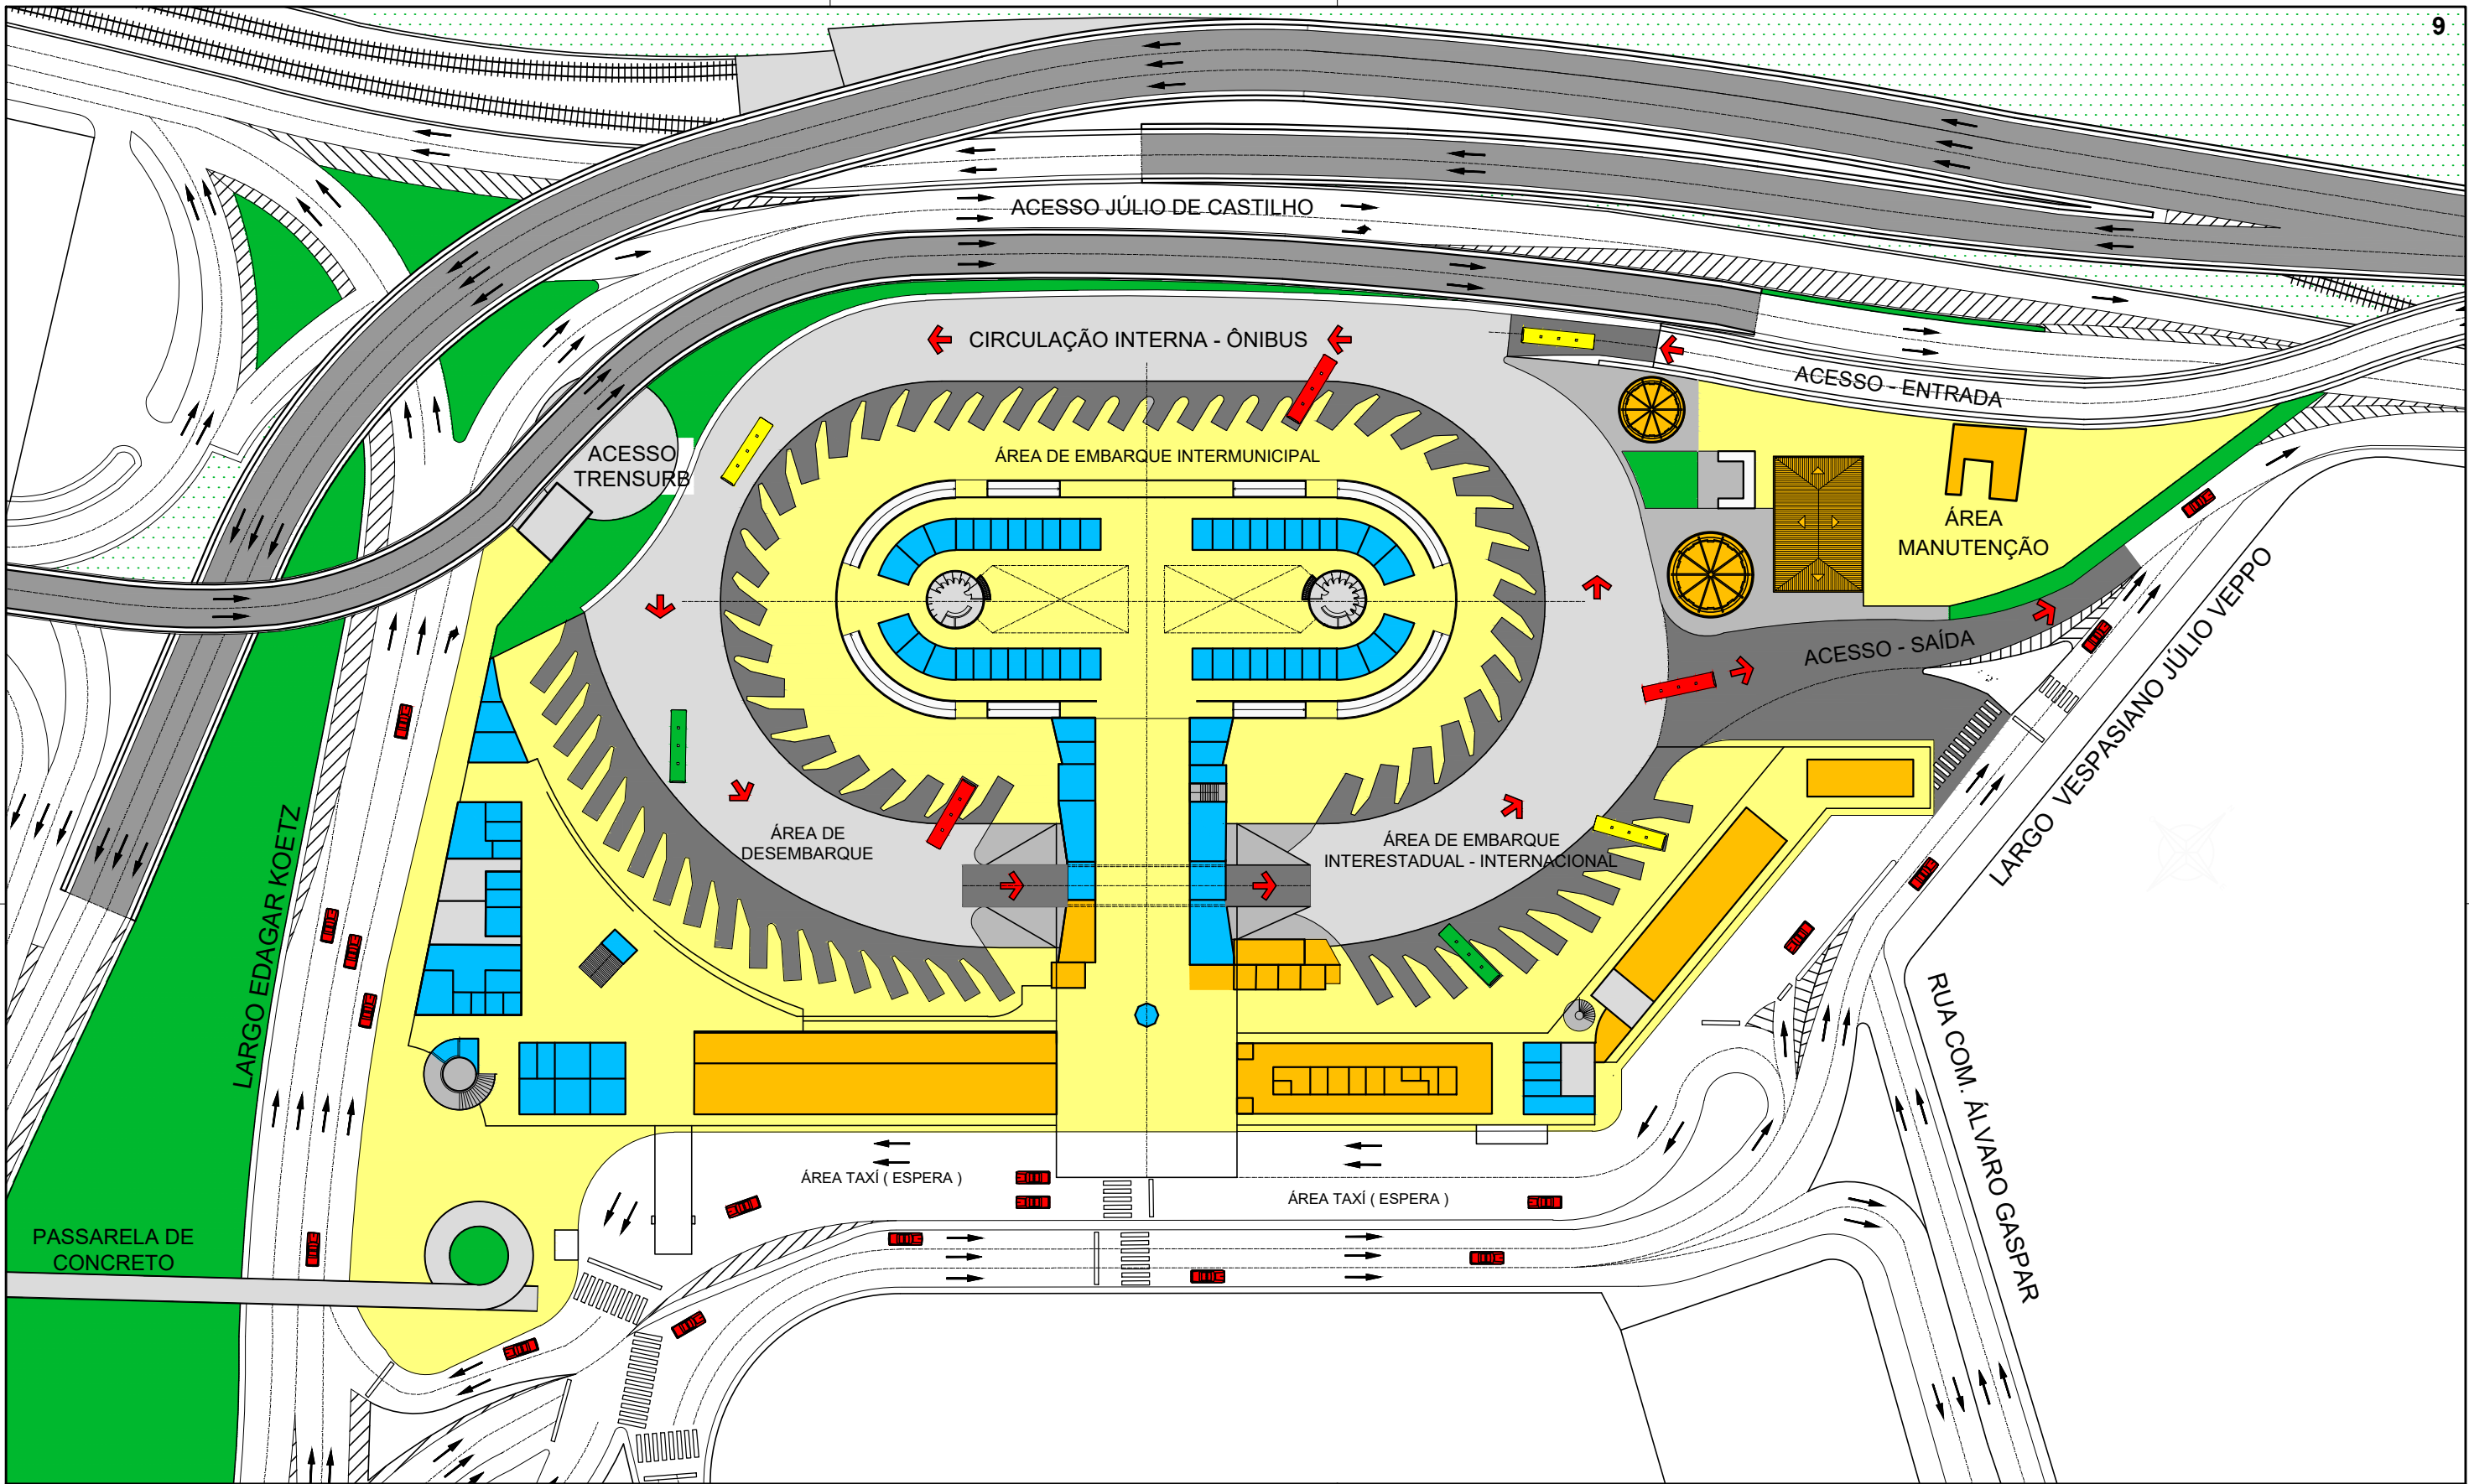 9
ACESSO JÚLIO DE CASTILHO
CIRCULAÇÃO INTERNA - ÔNIBUS
ACESSO - ENTRADA
ACESSO
TRENSURB
ÁREA DE EMBARQUE INTERMUNICIPAL
ÁREA
MANUTENÇÃO
ACESSO - SAÍDA
LARGO VESPASIANO JÚLIO VEPPO
ÁREA DE
DESEMBARQUE
ÁREA DE EMBARQUE
INTERESTADUAL - INTERNACIONAL
LARGO EDAGAR KOETZ
RUA COM. ÁLVARO GASPAR
ÁREA TAXÍ ( ESPERA )
ÁREA TAXÍ ( ESPERA )
PASSARELA DE
CONCRETO